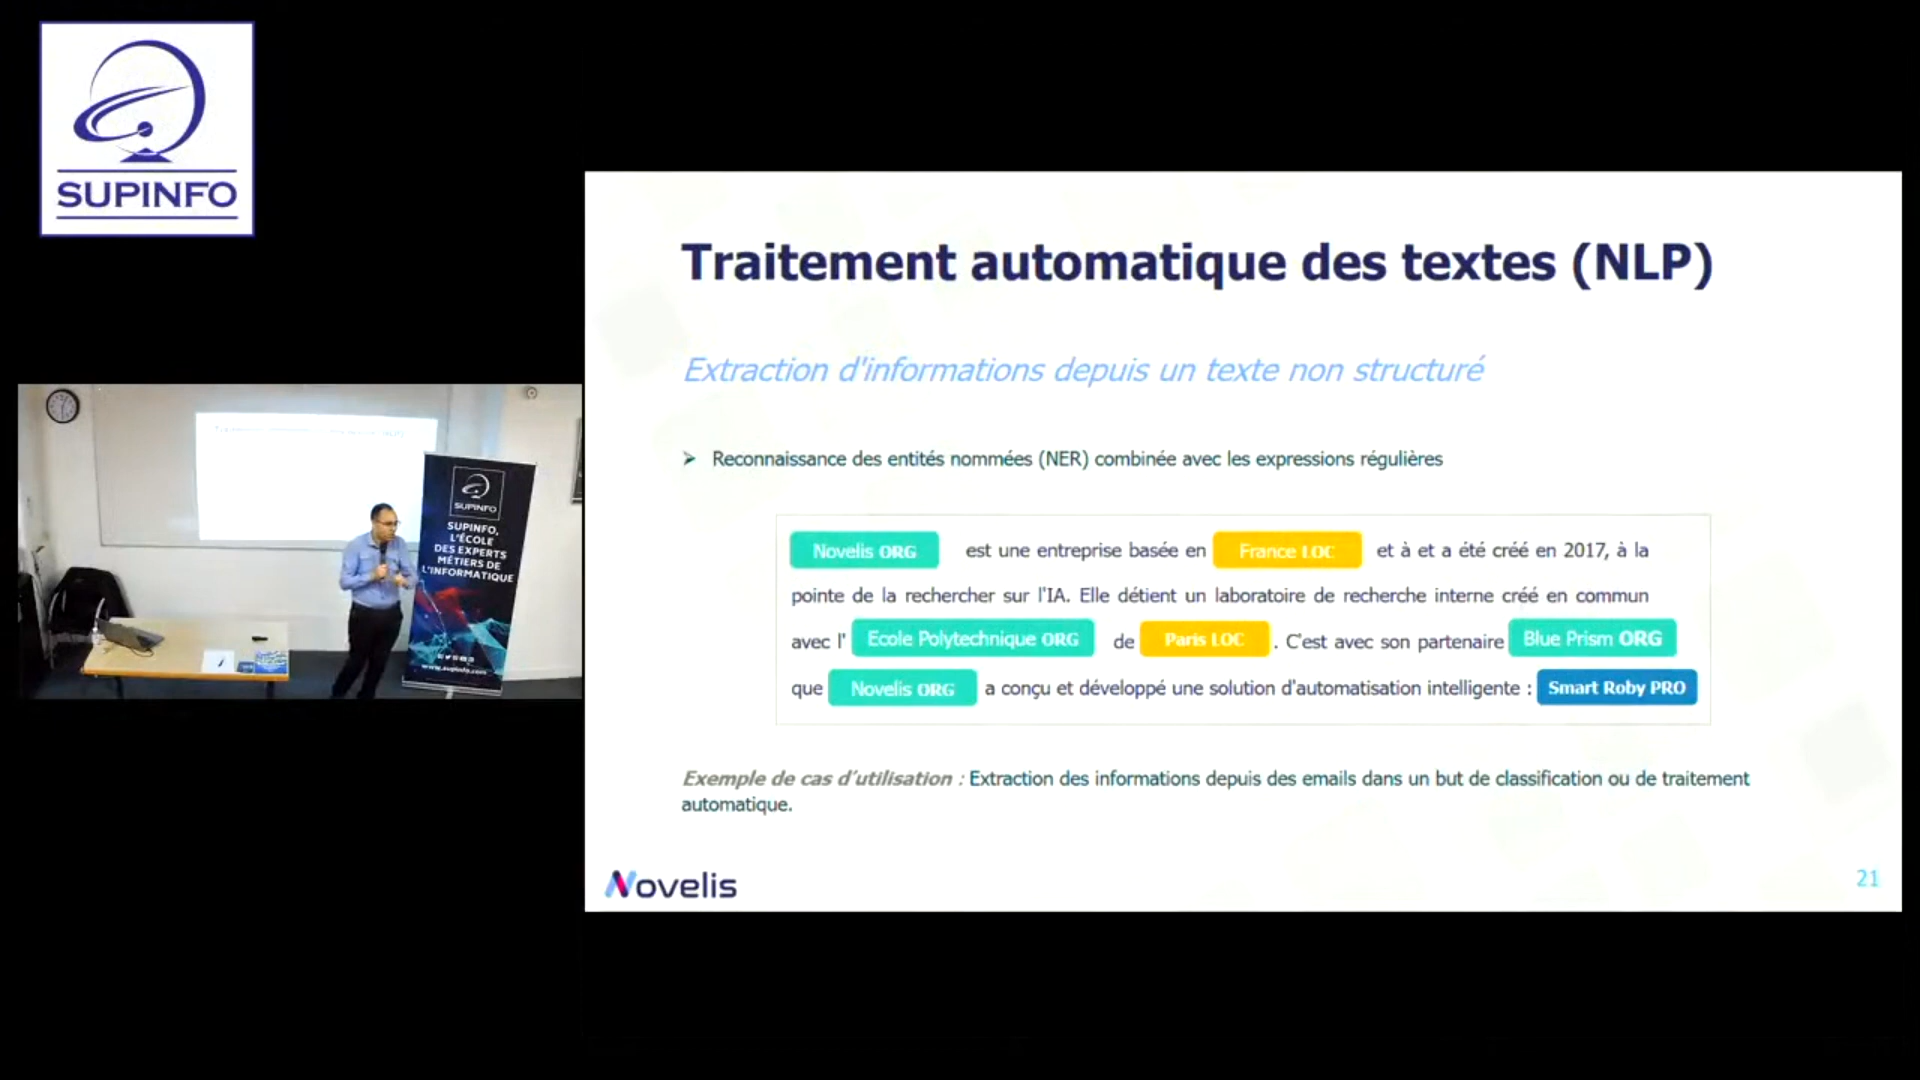 SUPINFO
Traitement automatique des textes (NLP)
Extraction d'informations depuis un texte non structuré
➤ Reconnaissance des entités nommées (NER) combinée avec les expressions régulières
Novelis ORG est une entreprise basée en France LOC et à et a été créé en 2017, à la
pointe de la rechercher sur l'IA. Elle détient un laboratoire de recherche interne créé en commun
avec l' Ecole Polytechnique ORG de Paris LOC . C'est avec son partenaire Blue Prism ORG
que Novelis ORG a conçu et développé une solution d'automatisation intelligente : Smart Roby PRO
Exemple de cas d'utilisation : Extraction des informations depuis des emails dans un but de classification ou de traitement
automatique.
Novelis
21
SUPINFO
SUPINFO,
L'ÉCOLE
DES EXPERTS
MÉTIERS DE
L'INFORMATIQUE
www.supinfo.com